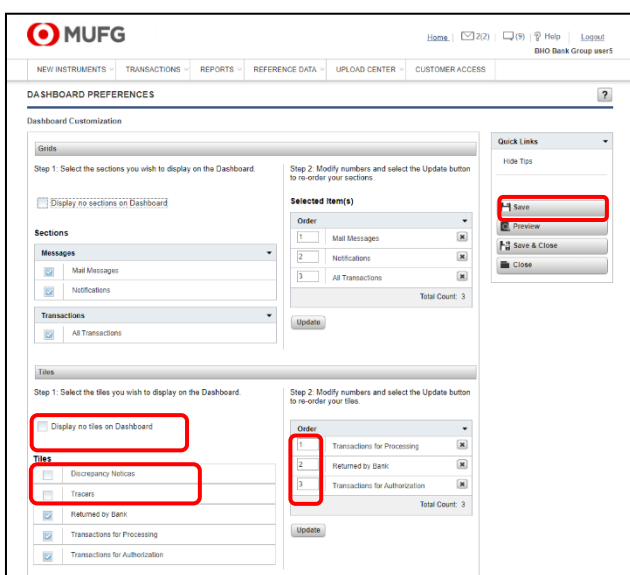 MUFG
Home | 2(2) | (9) | Help | Logout
BHO Bank Group user5
NEW INSTRUMENTS TRANSACTIONS REPORTS REFERENCE DATA UPLOAD CENTER CUSTOMER ACCESS
DASHBOARD PREFERENCES ?
Dashboard Customization
Grids
Step 1: Select the sections you wish to display on the Dashboard.
Display no sections on Dashboard
Sections
Messages
Mail Messages
Notifications
Transactions
All Transactions
Step 2: Modify numbers and select the Update button
to re-order your sections.
Selected Item(s)
Order
1 Mail Messages
2 Notifications
3 All Transactions
Total Count: 3
Update
Tiles
Step 1: Select the tiles you wish to display on the Dashboard.
Display no tiles on Dashboard
Tiles
Discrepancy Notices
Tracers
Returned by Bank
Transactions for Processing
Transactions for Authorization
Step 2: Modify numbers and select the Update button
to re-order your tiles.
Order
1 Transactions for Processing
2 Returned by Bank
3 Transactions for Authorization
Total Count: 3
Update
Quick Links
Hide Tips
Save
Preview
Save & Close
Close